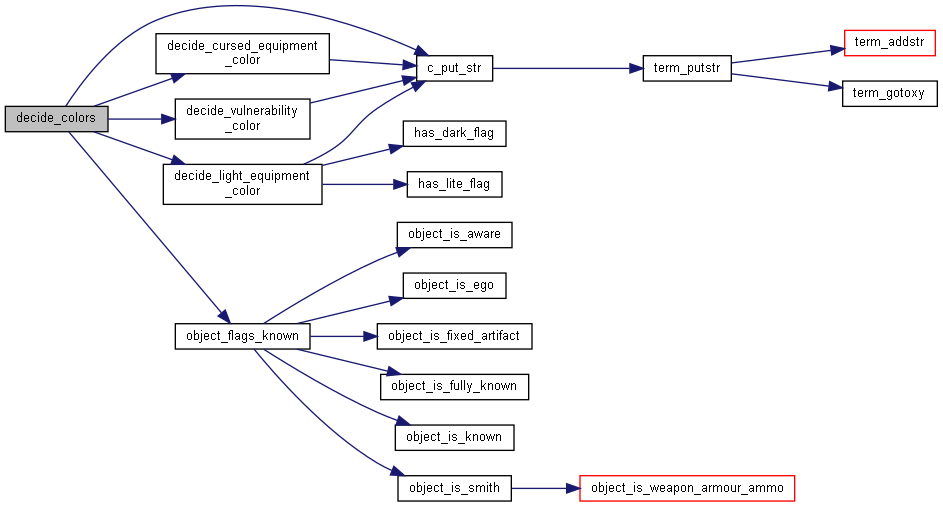 decide_colors
decide_cursed_equipment
_color
decide_vulnerability
_color
decide_light_equipment
_color
object_flags_known
c_put_str
has_dark_flag
has_lite_flag
object_is_aware
object_is_ego
object_is_fixed_artifact
object_is_fully_known
object_is_known
object_is_smith
term_putstr
object_is_weapon_armour_ammo
term_addstr
term_gotoxy